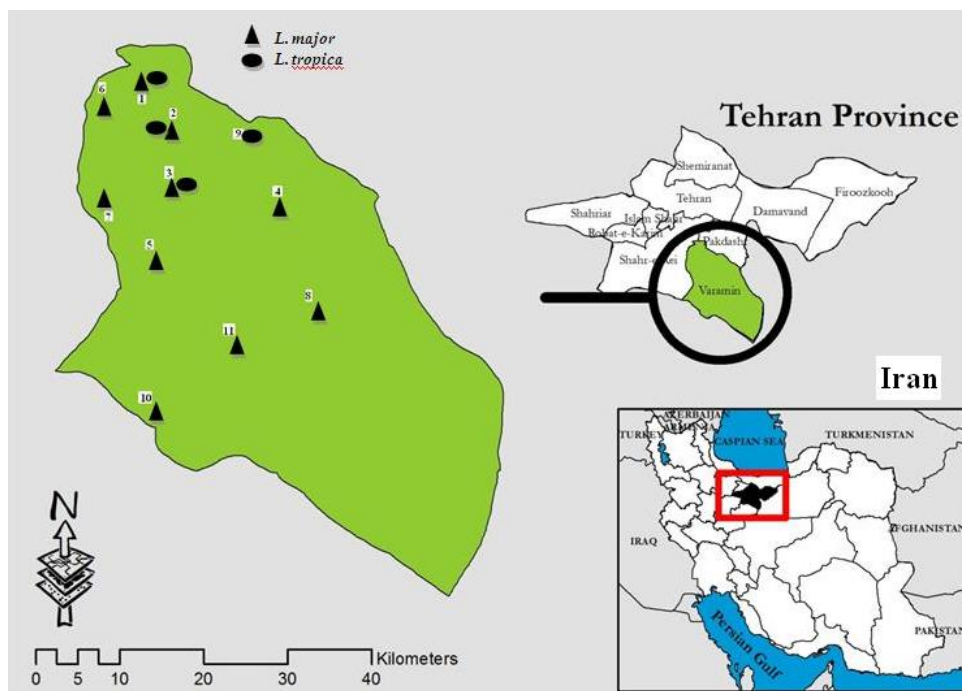 L. major
L. tropica
1
2
3
4
5
6
7
8
9
10
11
N
Kilometers
0 5 10 20 30 40
Tehran Province
Shemiranat
Tehran
Firoozkooh
Damavand
Shahriar
Islam Shahr
Robat-e-Karim
Pakdasht
Varamin
Iran
AZERBAIJAN
ARMENIA
TURKEY
CASPIAN SEA
TURKMENISTAN
IRAQ
AFGHANISTAN
PAKISTAN
Persian Gulf